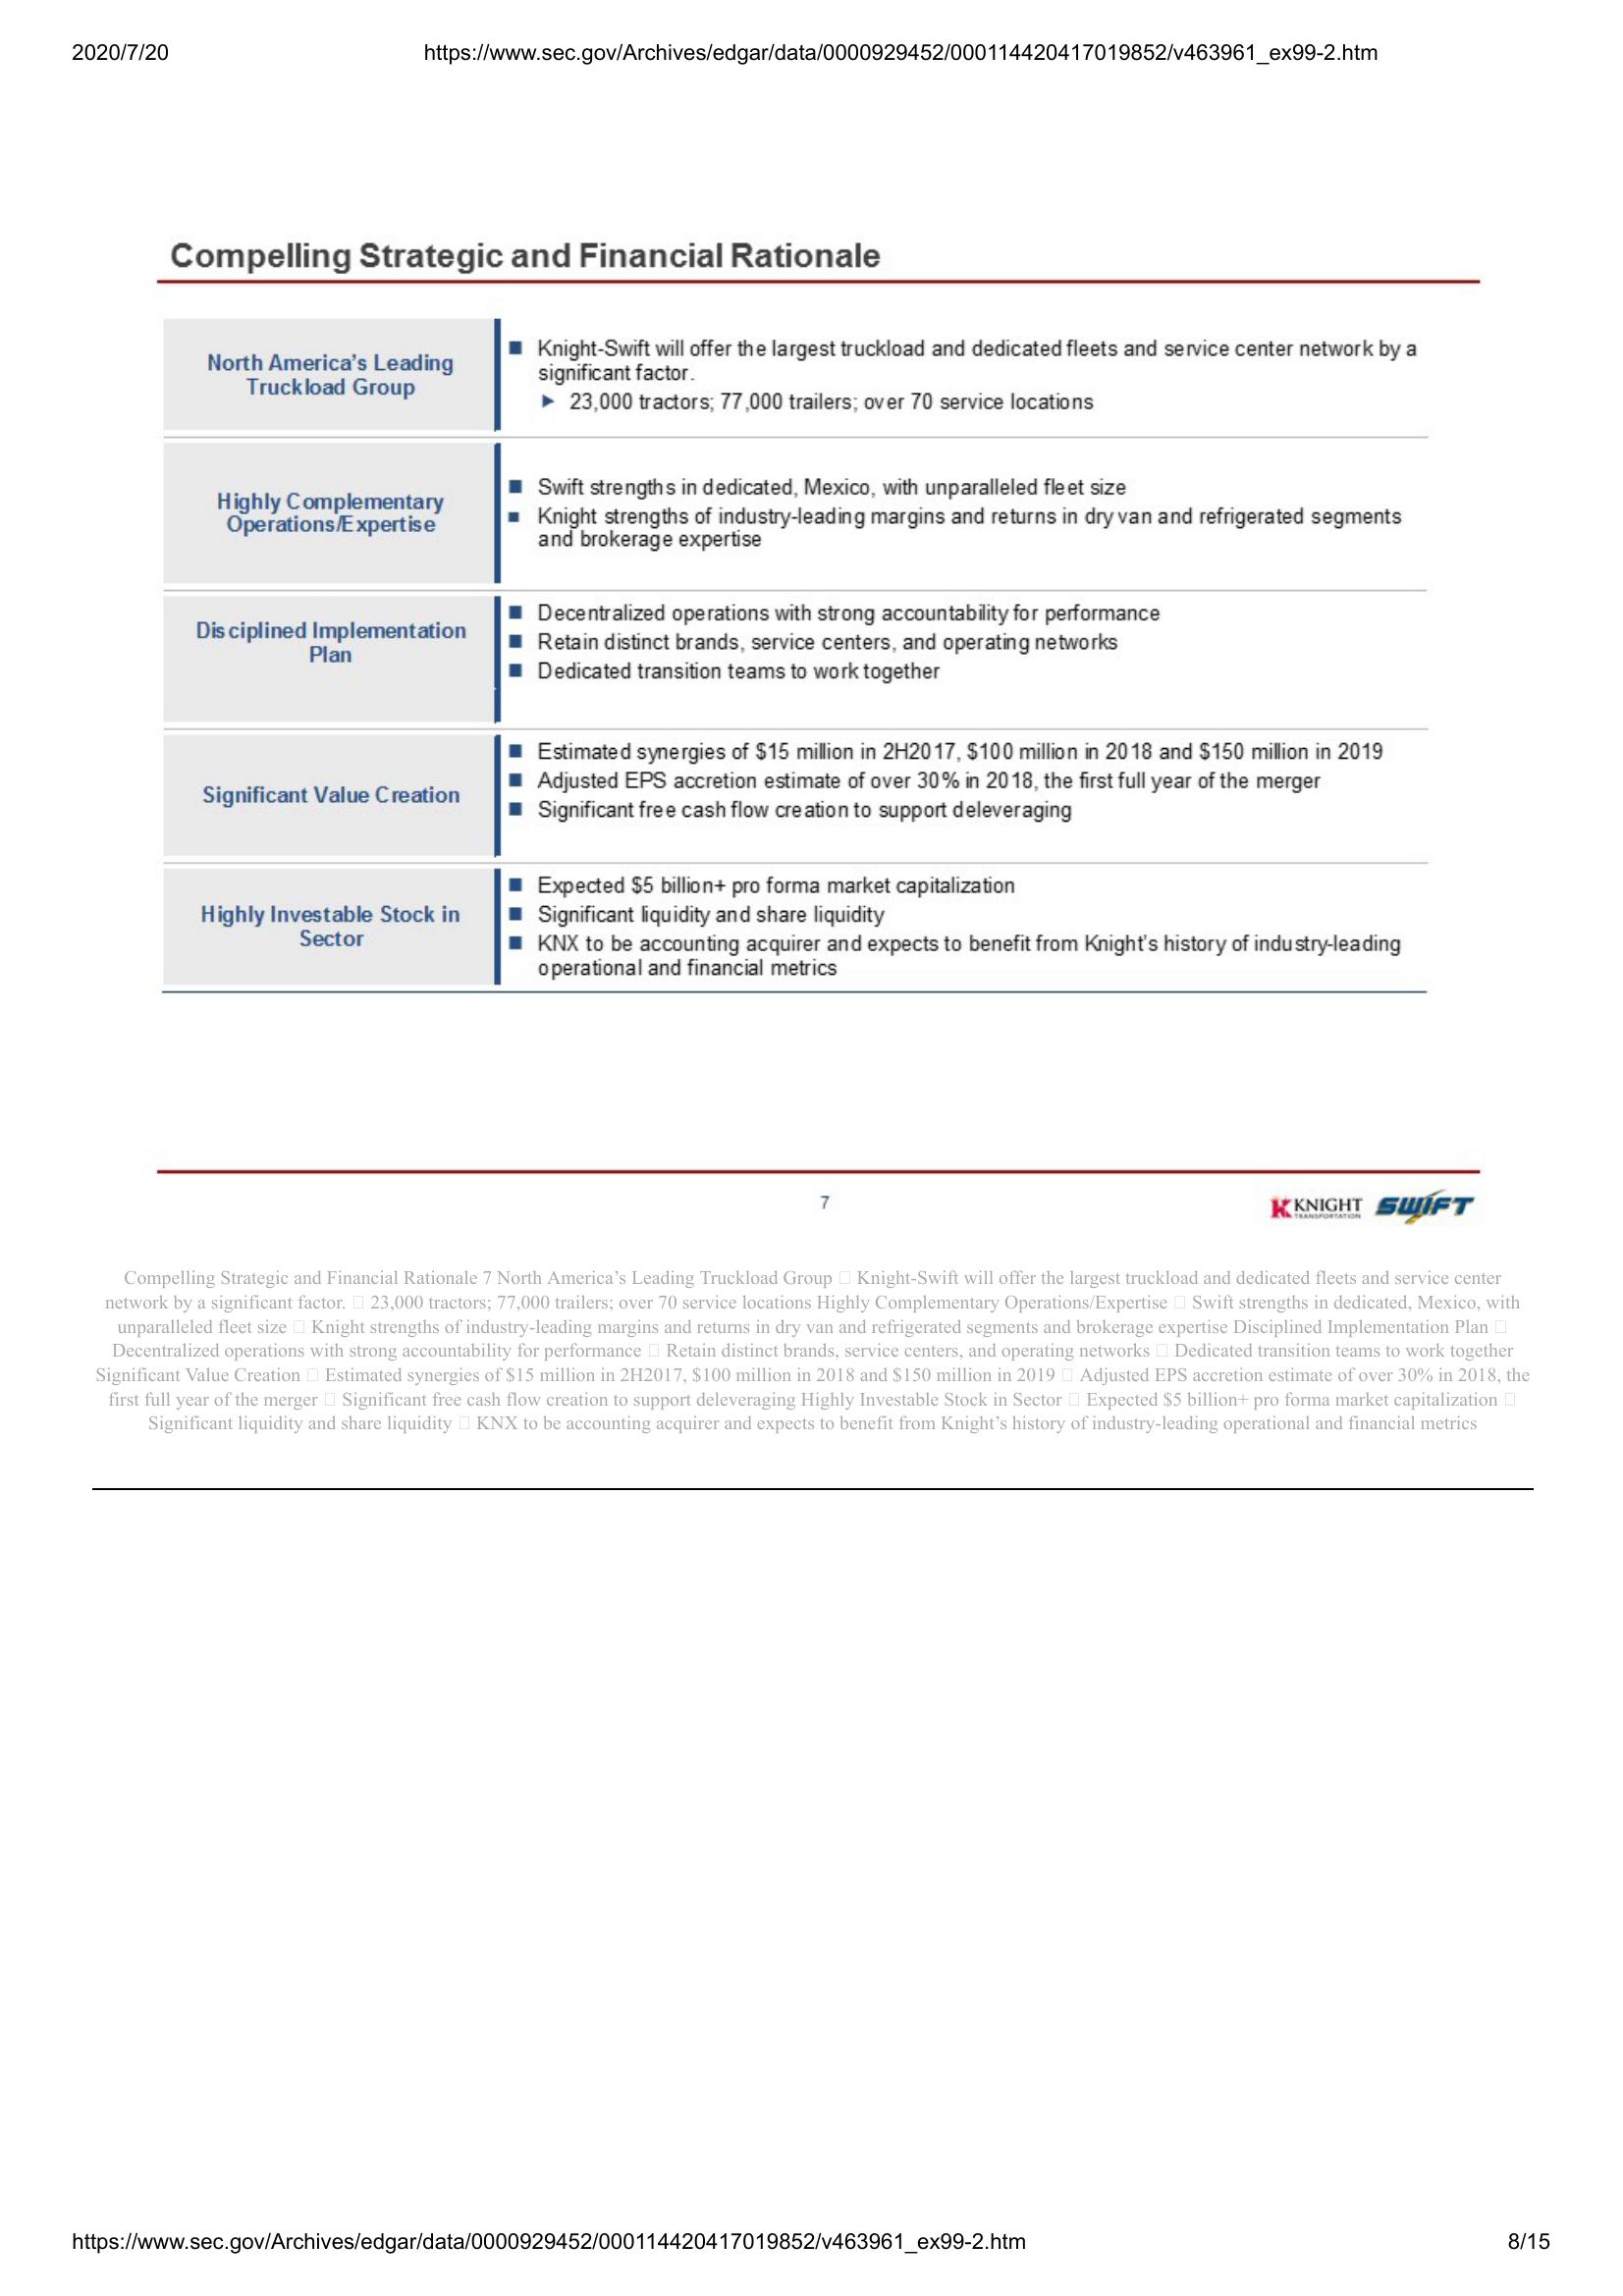 2020/7/20 https://www.sec.gov/Archives/edgar/data/0000929452/000114420417019852/v463961_ex99-2.htm
Compelling Strategic and Financial Rationale
North America’s Leading
Truckload Group
■ Knight-Swift will offer the largest truckload and dedicated fleets and service center network by a
significant factor.
► 23,000 tractors; 77,000 trailers; over 70 service locations
Highly Complementary
Operations/Expertise
■ Swift strengths in dedicated, Mexico, with unparalleled fleet size
■ Knight strengths of industry-leading margins and returns in dry van and refrigerated segments
and brokerage expertise
Disciplined Implementation
Plan
■ Decentralized operations with strong accountability for performance
■ Retain distinct brands, service centers, and operating networks
■ Dedicated transition teams to work together
Significant Value Creation
■ Estimated synergies of $15 million in 2H2017, $100 million in 2018 and $150 million in 2019
■ Adjusted EPS accretion estimate of over 30% in 2018, the first full year of the merger
■ Significant free cash flow creation to support deleveraging
Highly Investable Stock in
Sector
■ Expected $5 billion+ pro forma market capitalization
■ Significant liquidity and share liquidity
■ KNX to be accounting acquirer and expects to benefit from Knight’s history of industry-leading
operational and financial metrics
7
KNIGHT
TRANSPORTATION
SWIFT
Compelling Strategic and Financial Rationale 7 North America’s Leading Truckload Group  Knight-Swift will offer the largest truckload and dedicated fleets and service center
network by a significant factor.  23,000 tractors; 77,000 trailers; over 70 service locations Highly Complementary Operations/Expertise  Swift strengths in dedicated, Mexico, with
unparalleled fleet size  Knight strengths of industry-leading margins and returns in dry van and refrigerated segments and brokerage expertise Disciplined Implementation Plan 
Decentralized operations with strong accountability for performance  Retain distinct brands, service centers, and operating networks  Dedicated transition teams to work together
Significant Value Creation  Estimated synergies of $15 million in 2H2017, $100 million in 2018 and $150 million in 2019  Adjusted EPS accretion estimate of over 30% in 2018, the
first full year of the merger  Significant free cash flow creation to support deleveraging Highly Investable Stock in Sector  Expected $5 billion+ pro forma market capitalization 
Significant liquidity and share liquidity  KNX to be accounting acquirer and expects to benefit from Knight’s history of industry-leading operational and financial metrics
https://www.sec.gov/Archives/edgar/data/0000929452/000114420417019852/v463961_ex99-2.htm 8/15